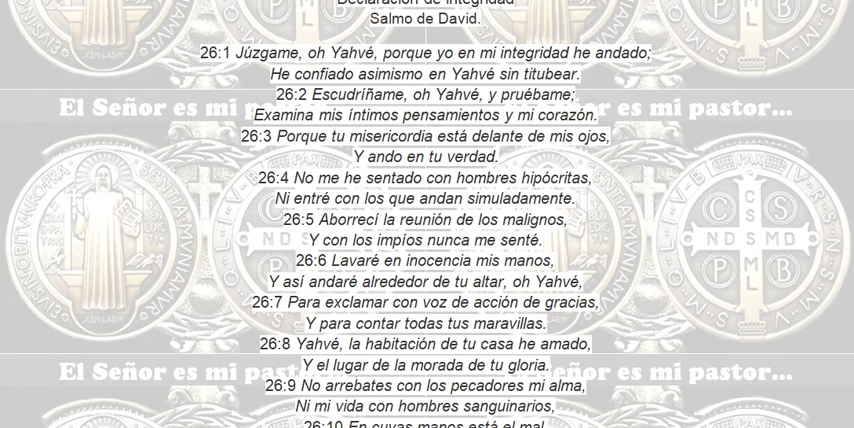 Declaración de integridad
Salmo de David.
26:1 Júzgame, oh Yahvé, porque yo en mi integridad he andado;
He confiado asimismo en Yahvé sin titubear.
26:2 Escudríñame, oh Yahvé, y pruébame;
El Señor es mi pastor...
Examina mis íntimos pensamientos y mi corazón.
26:3 Porque tu misericordia está delante de mis ojos,
Y ando en tu verdad.
26:4 No me he sentado con hombres hipócritas,
Ni entré con los que andan simuladamente.
26:5 Aborrecí la reunión de los malignos,
Y con los impíos nunca me senté.
26:6 Lavaré en inocencia mis manos,
Y así andaré alrededor de tu altar, oh Yahvé,
26:7 Para exclamar con voz de acción de gracias,
Y para contar todas tus maravillas.
26:8 Yahvé, la habitación de tu casa he amado,
Y el lugar de la morada de tu gloria.
El Señor es mi pastor...
26:9 No arrebates con los pecadores mi alma,
Ni mi vida con hombres sanguinarios,
26:10 En cuyas manos está el mal,